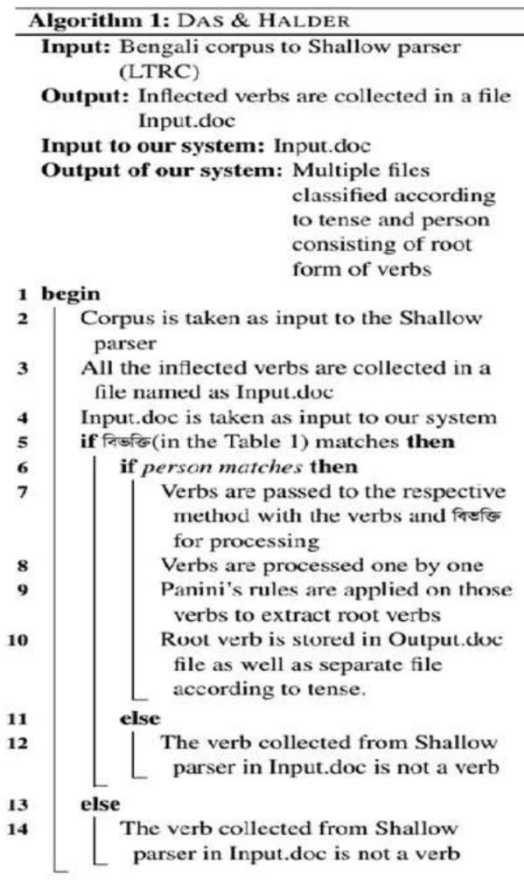 Algorithm 1: DAS & HALDER
Input: Bengali corpus to Shallow parser
(LTRC)
Output: Inflected verbs are collected in a file
Input.doc
Input to our system: Input.doc
Output of our system: Multiple files
classified according
to tense and person
consisting of root
form of verbs
1 begin
2 Corpus is taken as input to the Shallow
parser
3 All the inflected verbs are collected in a
file named as Input.doc
4 Input.doc is taken as input to our system
5 if বিভক্তি(in the Table 1) matches then
6 if person matches then
7 Verbs are passed to the respective
method with the verbs and বিভক্তি
for processing
8 Verbs are processed one by one
9 Panini's rules are applied on those
verbs to extract root verbs
10 Root verb is stored in Output.doc
file as well as separate file
according to tense.
11 else
12 The verb collected from Shallow
parser in Input.doc is not a verb
13 else
14 The verb collected from Shallow
parser in Input.doc is not a verb